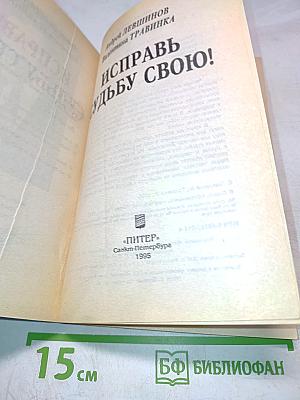 Андрей ЛЕВШИНОВ
Валентина ТРАВИНКА
ИСПРАВЬ
СУДЬБУ СВОЮ!
«ПИТЕР»
Санкт-Петербург
1995
15 см
БФ БИБЛИОФАН